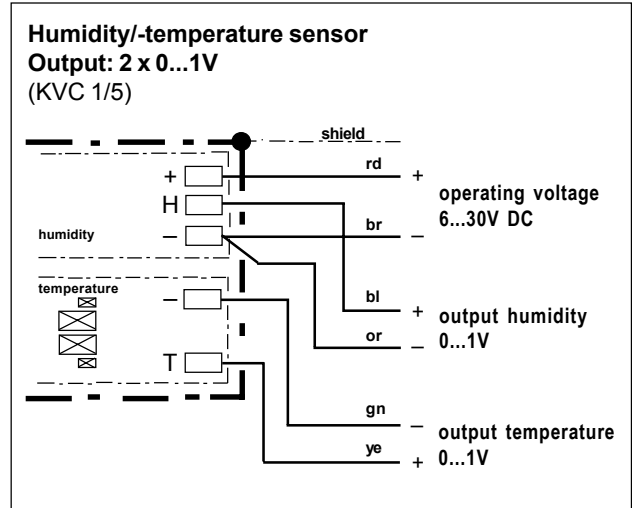 Humidity/-temperature sensor
Output: 2 x 0...1V
(KVC 1/5)
shield
+ rd +
operating voltage
6...30V DC
H
humidity – br –
temperature
– bl +
output humidity
0...1V
or –
T
gn –
output temperature
0...1V
ye +